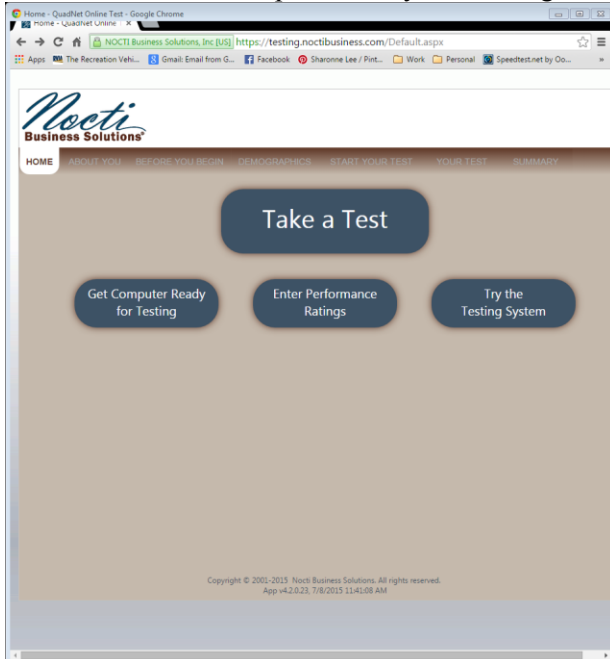 Home - QuadNet Online Test - Google Chrome
Home - QuadNet Online
NOCTI Business Solutions, Inc [US] https://testing.noctibusiness.com/Default.aspx
Apps The Recreation Vehi... Gmail: Email from G... Facebook Sharonne Lee / Pint... Work Personal Speedtest.net by Oo... »
Nocti
Business Solutions®
HOME ABOUT YOU BEFORE YOU BEGIN DEMOGRAPHICS START YOUR TEST YOUR TEST SUMMARY
Take a Test
Get Computer Ready
for Testing
Enter Performance
Ratings
Try the
Testing System
Copyright © 2001-2015 Nocti Business Solutions. All rights reserved.
App v4.2.0.23, 7/8/2015 11:41:08 AM